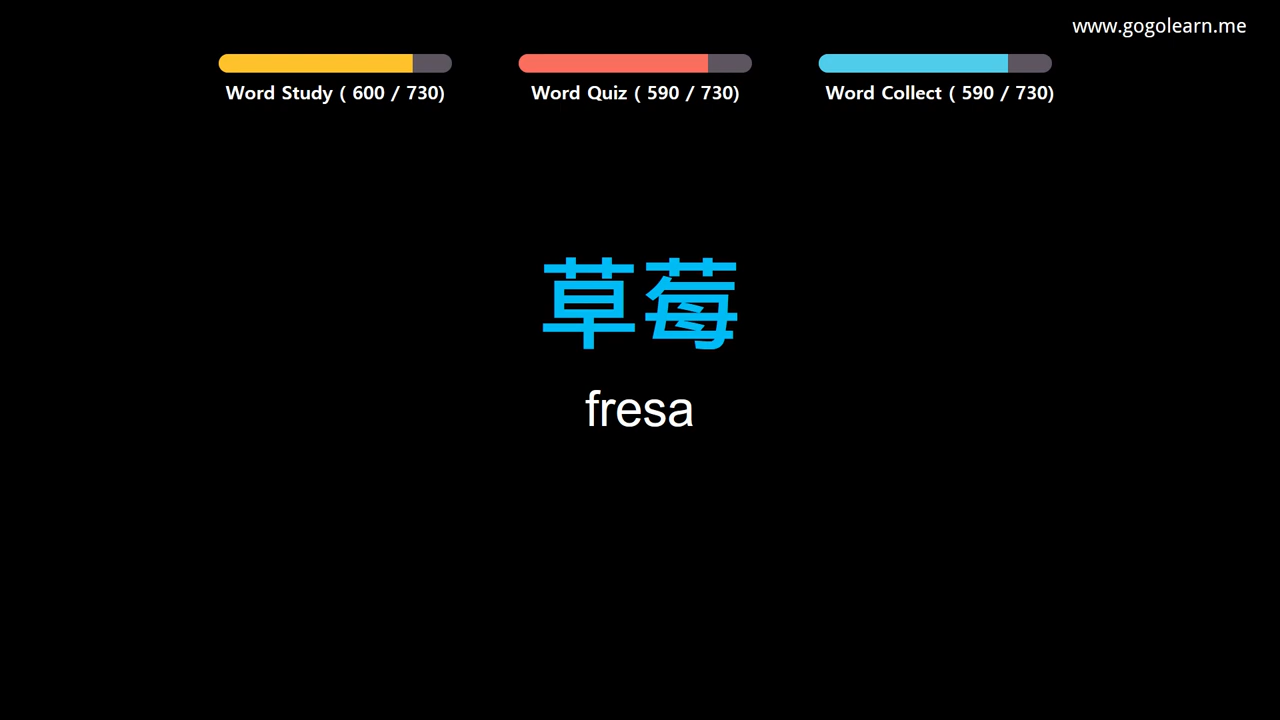 www.gogolearn.me
Word Study ( 600 / 730)
Word Quiz ( 590 / 730)
Word Collect ( 590 / 730)
草莓
fresa